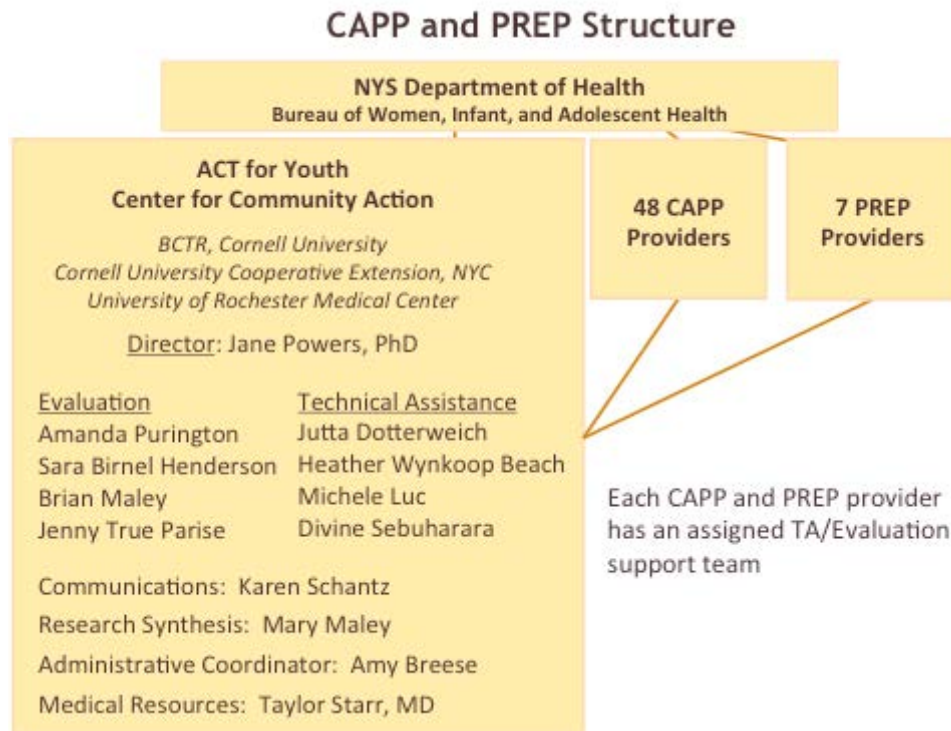 CAPP and PREP Structure
NYS Department of Health
Bureau of Women, Infant, and Adolescent Health
ACT for Youth
Center for Community Action
BCTR, Cornell University
Cornell University Cooperative Extension, NYC
University of Rochester Medical Center
Director: Jane Powers, PhD
Evaluation
Amanda Purington
Sara Birnel Henderson
Brian Maley
Jenny True Parise
Technical Assistance
Jutta Dotterweich
Heather Wynkoop Beach
Michele Luc
Divine Sebuharara
Communications: Karen Schantz
Research Synthesis: Mary Maley
Administrative Coordinator: Amy Breese
Medical Resources: Taylor Starr, MD
48 CAPP
Providers
7 PREP
Providers
Each CAPP and PREP provider
has an assigned TA/Evaluation
support team